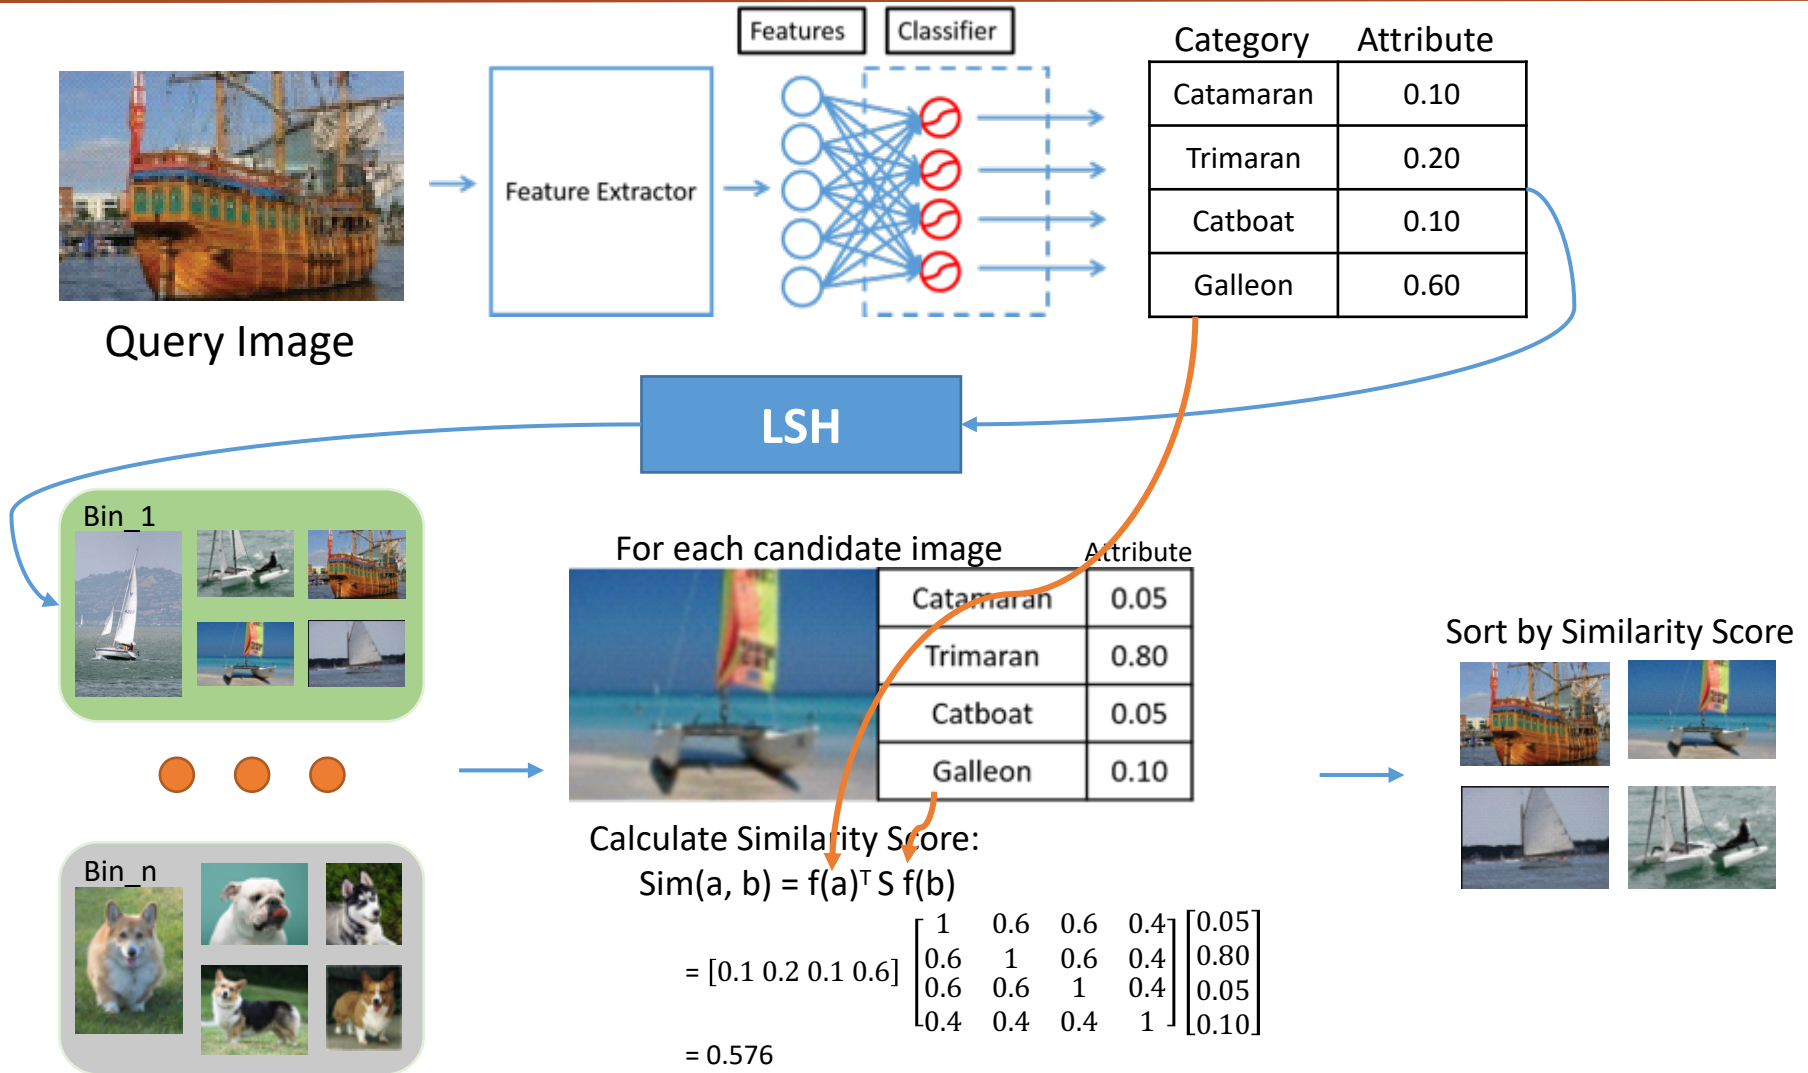 Features
Classifier
Category Attribute
Catamaran 0.10
Trimaran 0.20
Catboat 0.10
Galleon 0.60
Feature Extractor
Query Image
LSH
Bin_1
For each candidate image
Attribute
Catamaran 0.05
Trimaran 0.80
Catboat 0.05
Galleon 0.10
Sort by Similarity Score
Calculate Similarity Score:
Sim(a, b) = f(a)ᵀ S f(b)
= [0.1 0.2 0.1 0.6]
1 0.6 0.6 0.4
0.6 1 0.6 0.4
0.6 0.6 1 0.4
0.4 0.4 0.4 1
0.05
0.80
0.05
0.10
= 0.576
Bin_n